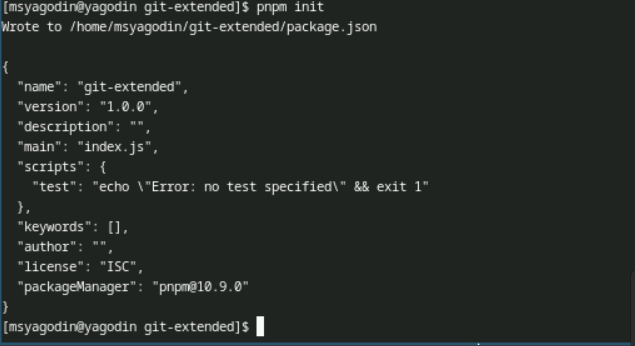 [msyagodin@yagodin git-extended]$ pnpm init
Wrote to /home/msyagodin/git-extended/package.json
{
  "name": "git-extended",
  "version": "1.0.0",
  "description": "",
  "main": "index.js",
  "scripts": {
    "test": "echo \"Error: no test specified\" && exit 1"
  },
  "keywords": [],
  "author": "",
  "license": "ISC",
  "packageManager": "pnpm@10.9.0"
}
[msyagodin@yagodin git-extended]$